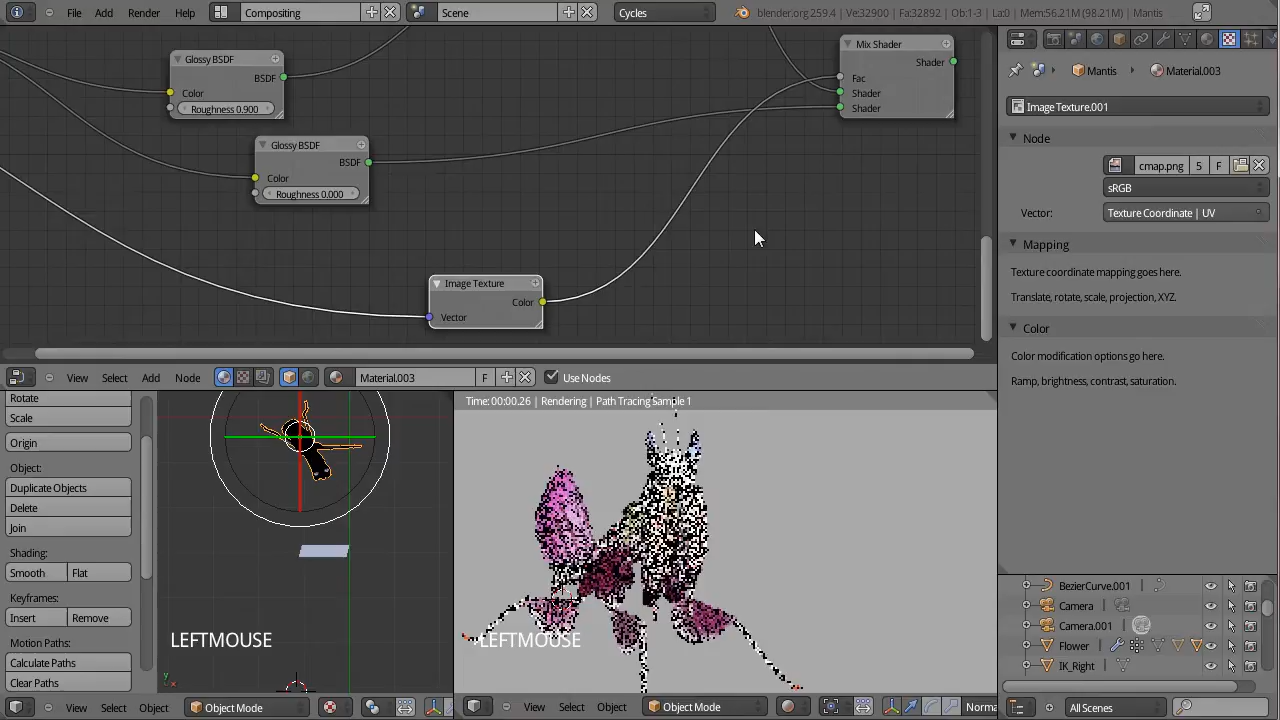 File Add Render Help Compositing Scene Cycles blender.org 259.4 | Ve:32900 | Fa:32892 | Ob:1-3 | La:0 | Mem:56.21M (98.21M) | Mantis
Glossy BSDF
BSDF
Color
Roughness 0.900
Glossy BSDF
BSDF
Color
Roughness 0.000
Image Texture
Color
Vector
Mix Shader
Shader
Fac
Shader
Shader
Mantis Material.003
Image Texture.001
Node
cmap.png 5 F
sRGB
Vector: Texture Coordinate | UV
Mapping
Texture coordinate mapping goes here.
Translate, rotate, scale, projection, XYZ.
Color
Color modification options go here.
Ramp, brightness, contrast, saturation.
View Select Add Node Material.003 F Use Nodes
Rotate
Scale
Origin
Object:
Duplicate Objects
Delete
Join
Shading:
Smooth Flat
Keyframes:
Insert Remove
Motion Paths:
Calculate Paths
Clear Paths
LEFTMOUSE
View Select Object Object Mode
Time:00:00.26 | Rendering | Path Tracing Sample 1
LEFTMOUSE
View Select Object Object Mode Norma
BezierCurve.001
Camera
Camera.001
Flower
IK_Right
View Search All Scenes